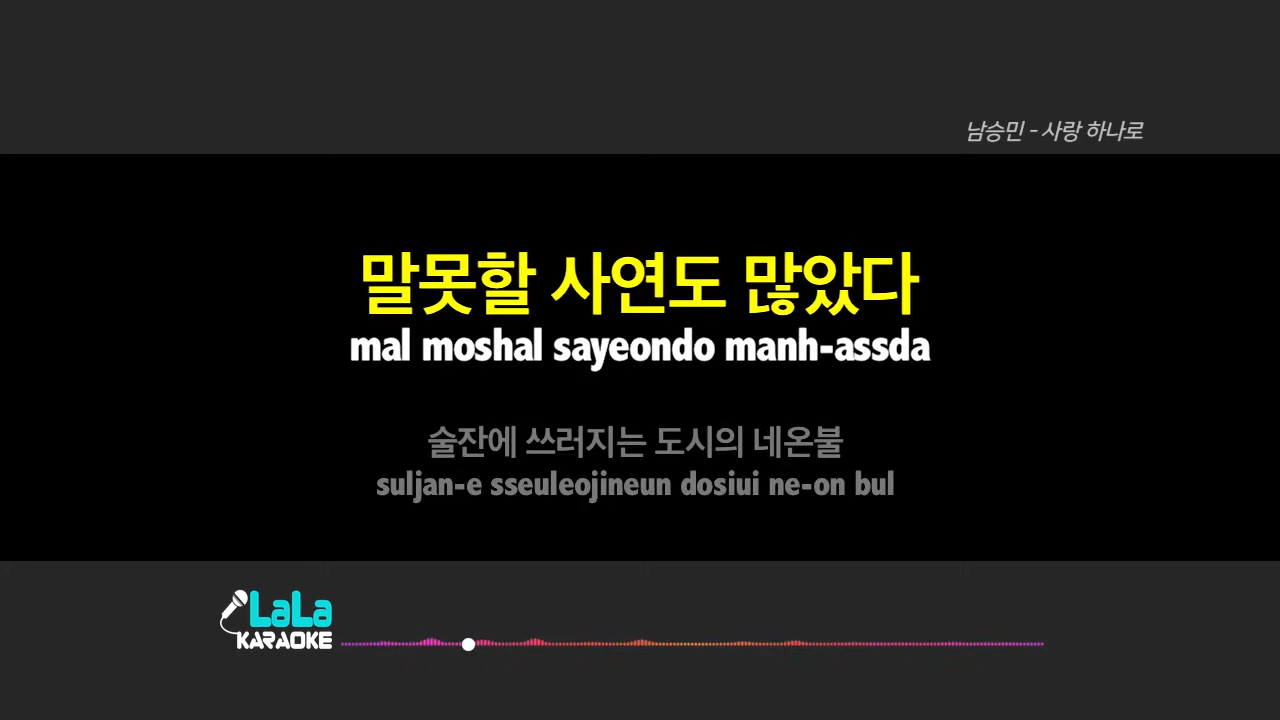 남승민 - 사랑 하나로
말못할 사연도 많았다
mal moshal sayeondo manh-assda
술잔에 쓰러지는 도시의 네온불
suljan-e sseuleojineun dosiui ne-on bul
LaLa
KARAOKE